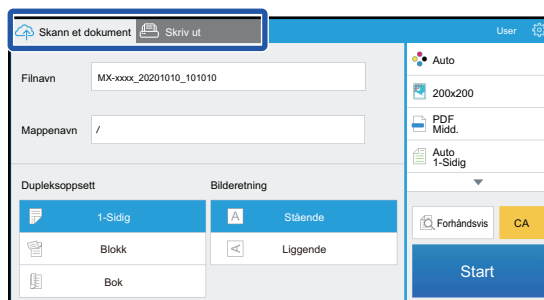 Skann et dokument
Skriv ut
User
Filnavn
MX-xxxx_20201010_101010
Mappenavn
/
Dupleksoppsett
Bilderetning
1-Sidig
Blokk
Bok
A
Stående
A
Liggende
Auto
200x200
PDF
Midd.
Auto
1-Sidig
Forhåndsvis
CA
Start